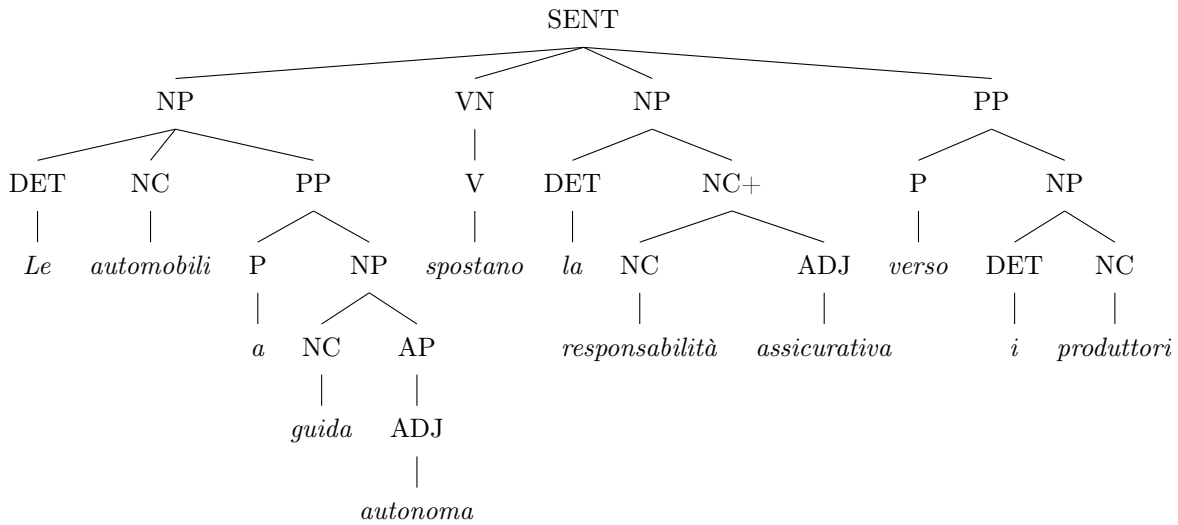 SENT
NP VN NP PP
DET NC PP V DET NC+ P NP
Le automobili P NP spostano la NC ADJ verso DET NC
a NC AP responsabilità assicurativa i produttori
guida ADJ
autonoma